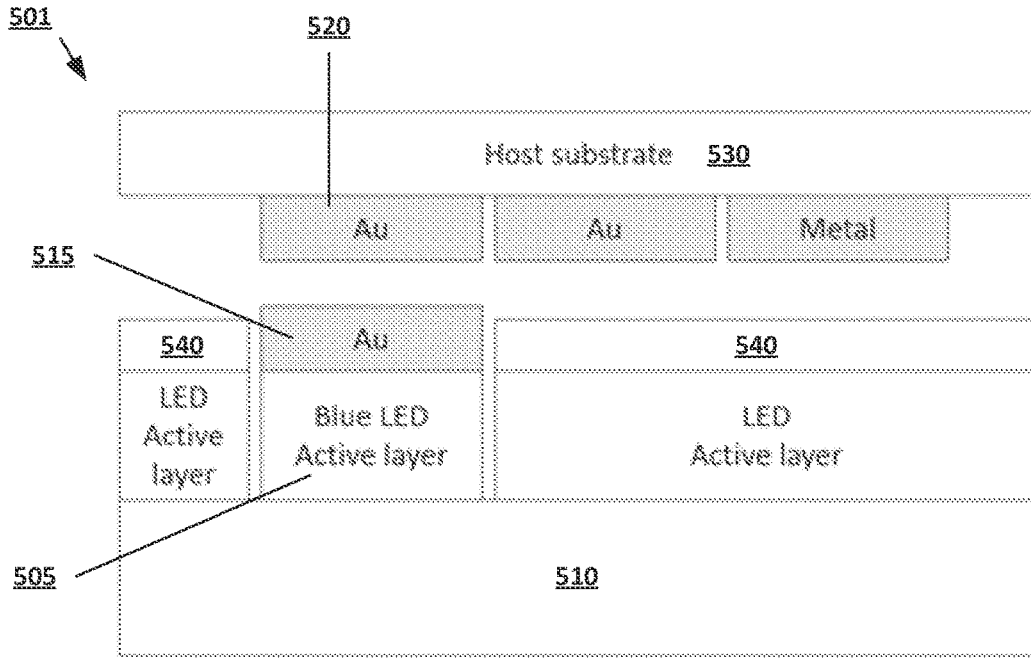 501
520
Host substrate 530
Au Au Metal
515
540 Au 540
LED Active layer
Blue LED Active layer
LED Active layer
505
510